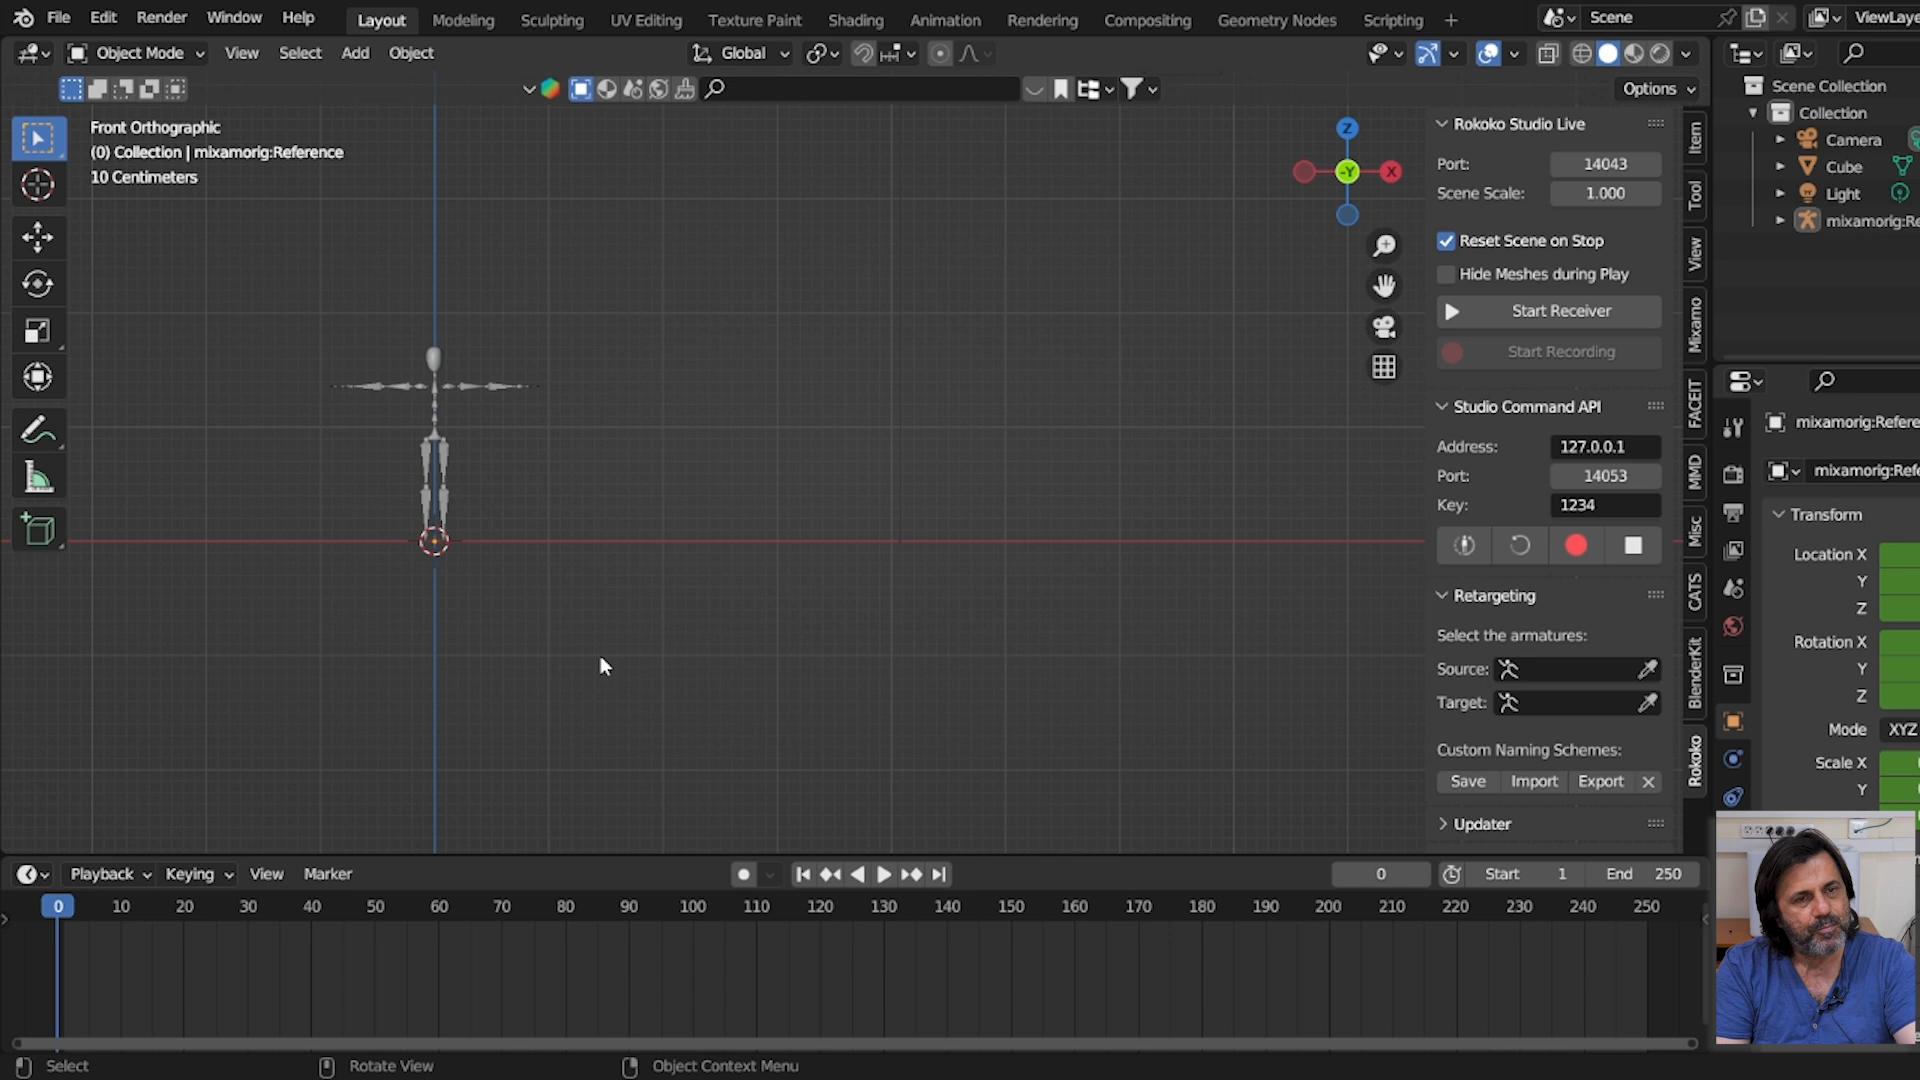 File Edit Render Window Help Layout Modeling Sculpting UV Editing Texture Paint Shading Animation Rendering Compositing Geometry Nodes Scripting + Scene ViewLaye
Object Mode View Select Add Object Global
Options
Front Orthographic
(0) Collection | mixamorig:Reference
10 Centimeters
Z
-Y X
Rokoko Studio Live
Port: 14043
Scene Scale: 1.000
Reset Scene on Stop
Hide Meshes during Play
Start Receiver
Start Recording
Studio Command API
Address: 127.0.0.1
Port: 14053
Key: 1234
Retargeting
Select the armatures:
Source:
Target:
Custom Naming Schemes:
Save Import Export
Updater
Item
Tool
View
Mixamo
FACEIT
MMD
Misc
CATS
BlenderKit
Rokoko
Scene Collection
Collection
Camera
Cube
Light
mixamorig:Re
mixamorig:Refere
mixamorig:Refe
Transform
Location X
Y
Z
Rotation X
Y
Z
Mode XYZ
Scale X
Y
Playback Keying View Marker 0 Start 1 End 250
0 10 20 30 40 50 60 70 80 90 100 110 120 130 140 150 160 170 180 190 200 210 220 230 240 250
Select Rotate View Object Context Menu